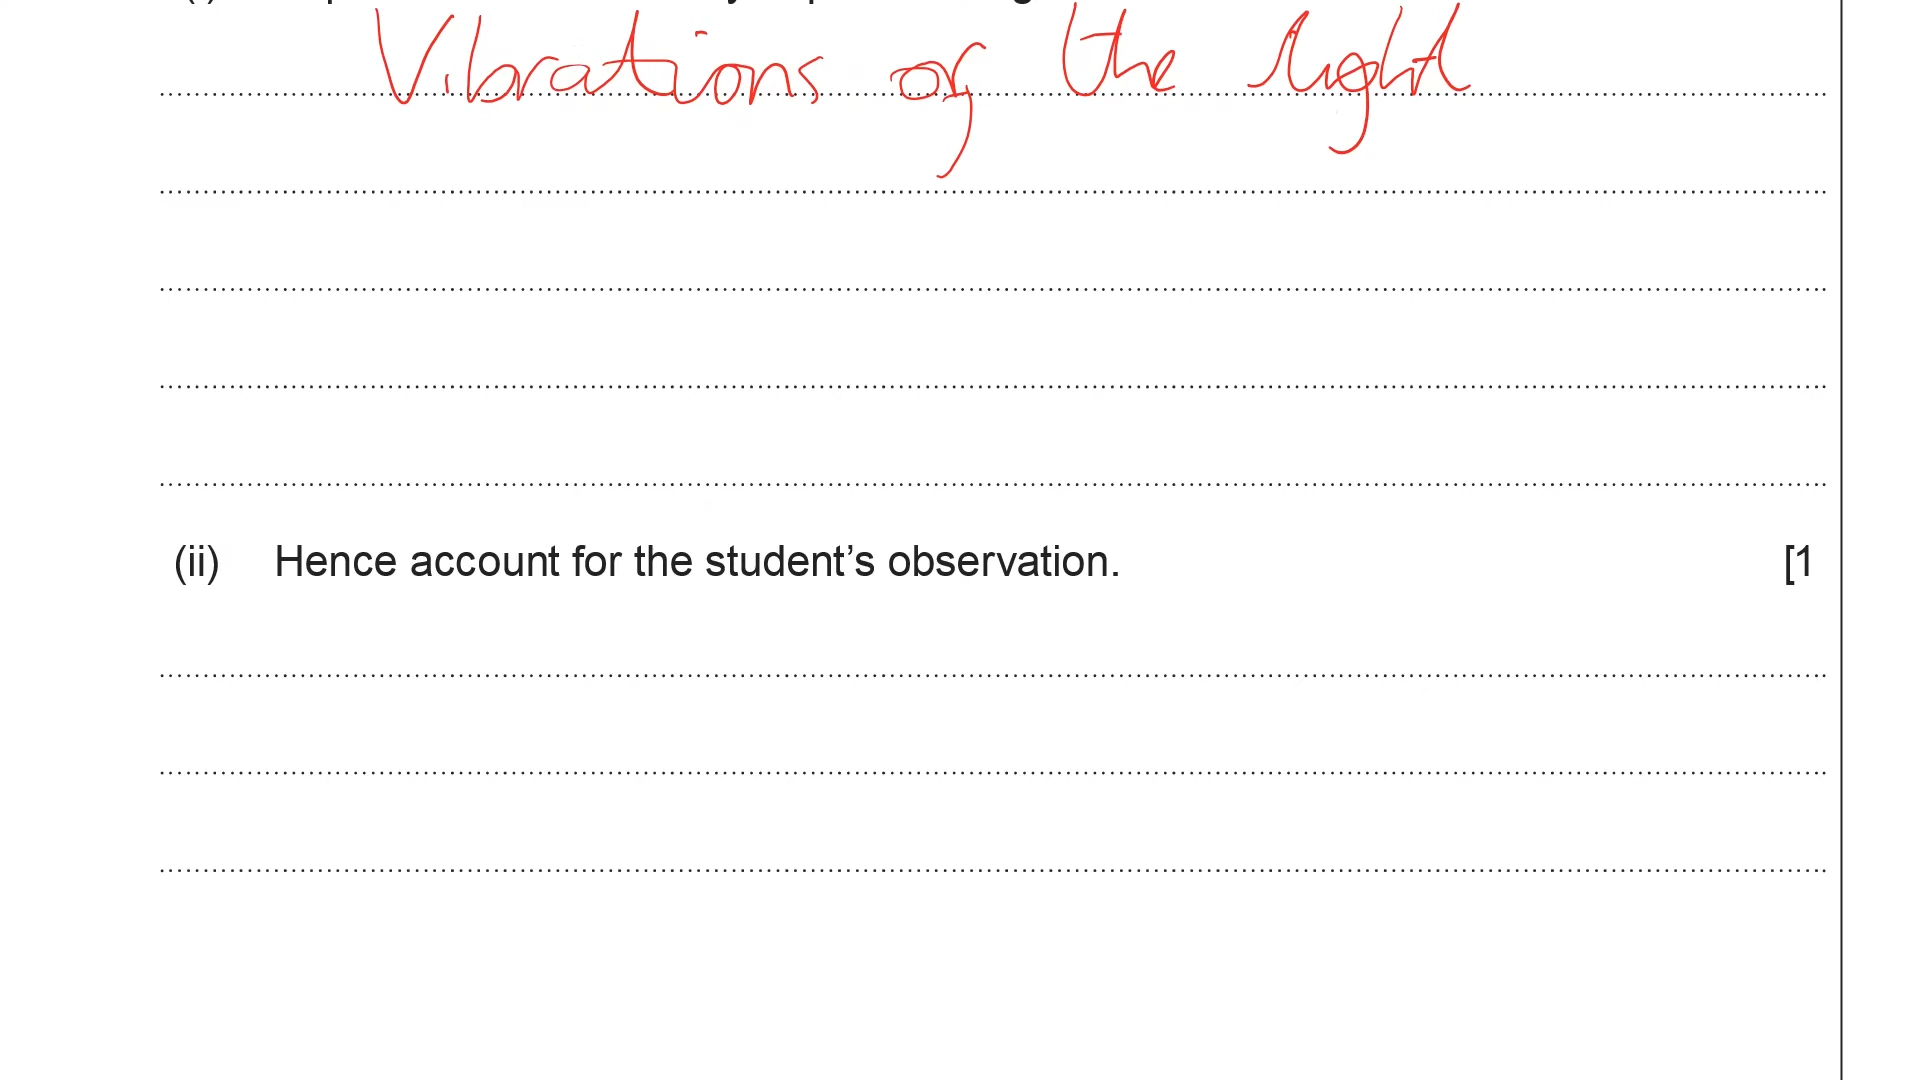 Vibrations of the light
(ii) Hence account for the student’s observation. [1